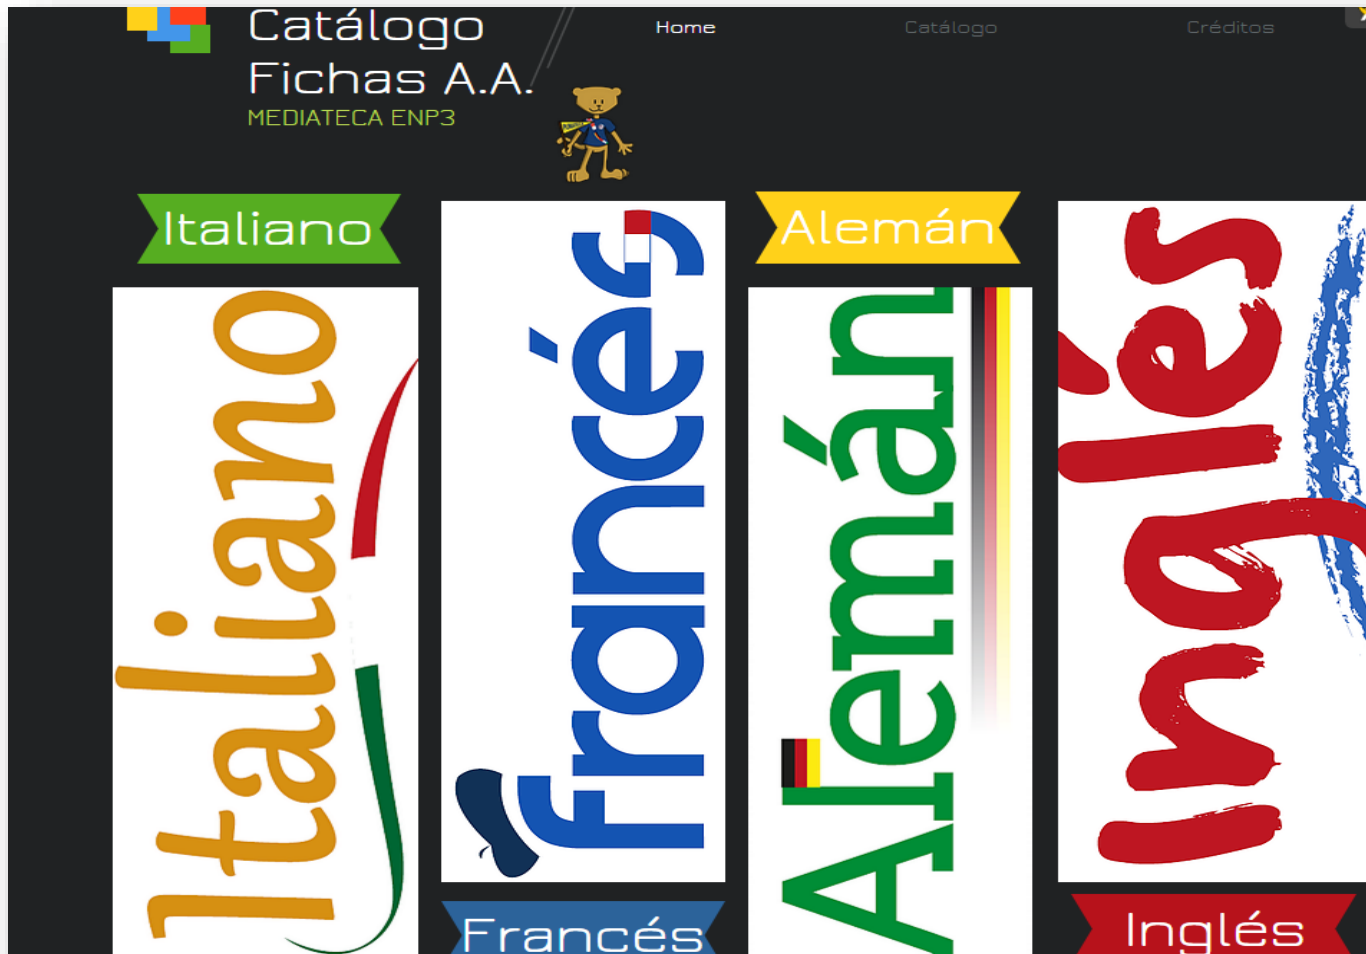 Catálogo
Fichas A.A.
MEDIATECA ENP3
Home
Catálogo
Créditos
Italiano
Italiano
Francés
Francés
Alemán
Alemán
Inglés
Inglés